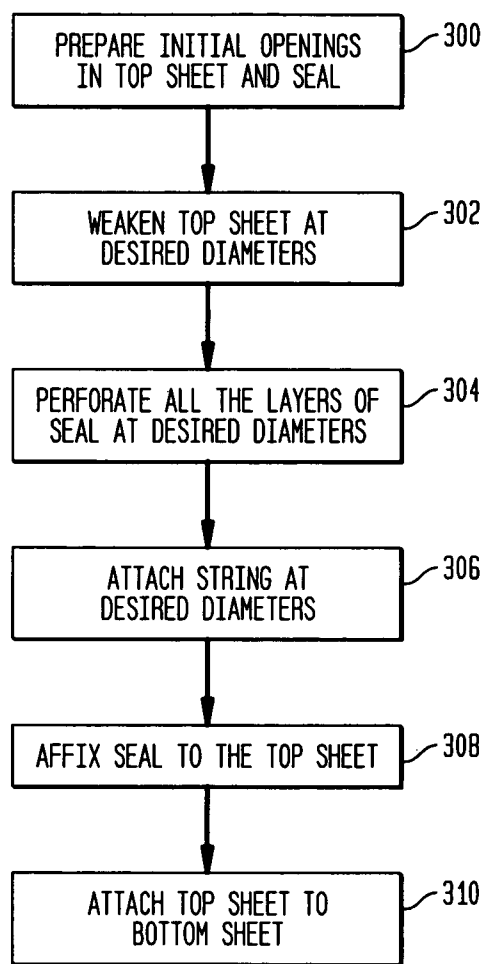 PREPARE INITIAL OPENINGS
IN TOP SHEET AND SEAL
300
WEAKEN TOP SHEET AT
DESIRED DIAMETERS
302
PERFORATE ALL THE LAYERS OF
SEAL AT DESIRED DIAMETERS
304
ATTACH STRING AT
DESIRED DIAMETERS
306
AFFIX SEAL TO THE TOP SHEET
308
ATTACH TOP SHEET TO
BOTTOM SHEET
310